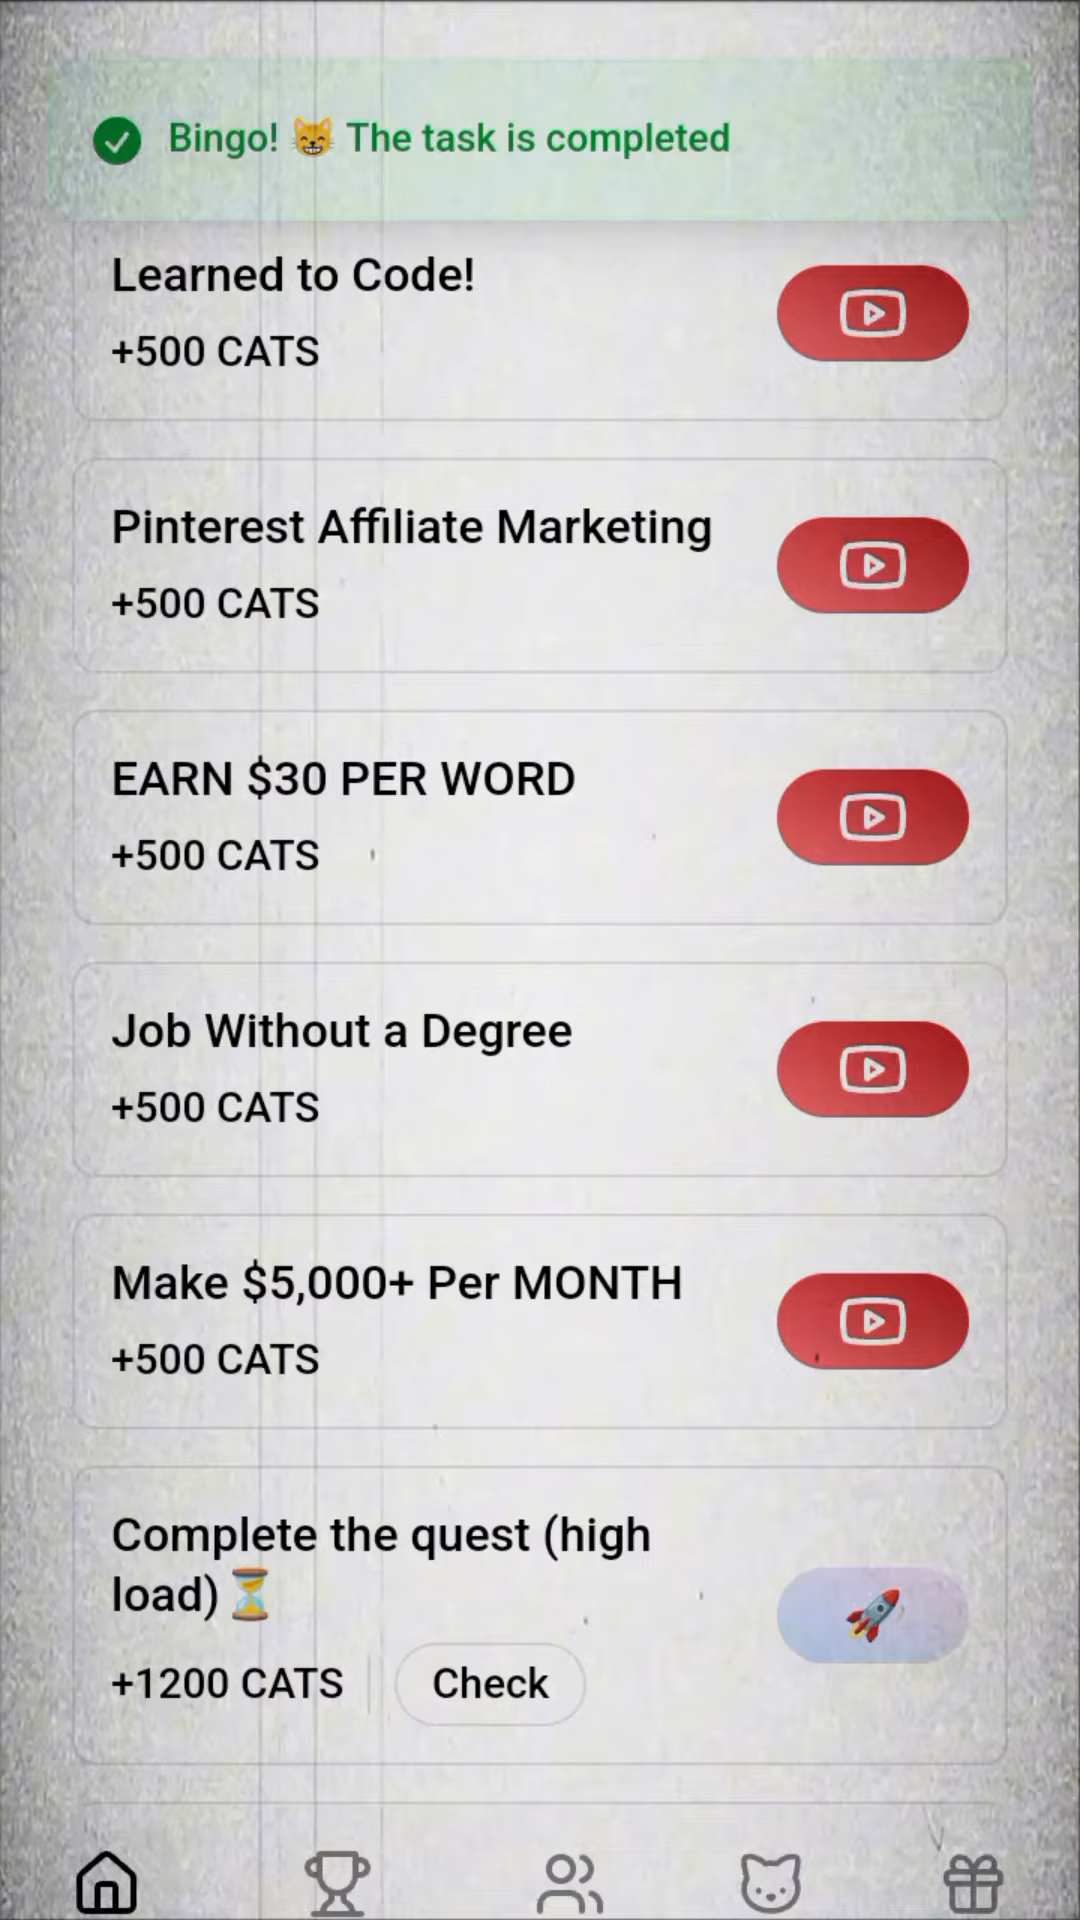 Bingo! 😸 The task is completed
Learned to Code!
+500 CATS
Pinterest Affiliate Marketing
+500 CATS
EARN $30 PER WORD
+500 CATS
Job Without a Degree
+500 CATS
Make $5,000+ Per MONTH
+500 CATS
Complete the quest (high
load)⏳
+1200 CATS
Check